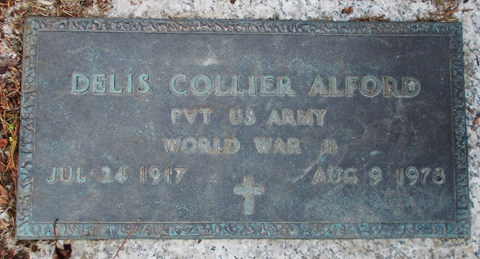 DELIS COLLIER ALFORD
PVT US ARMY
WORLD WAR II
JUL 24 1917 AUG 9 1978